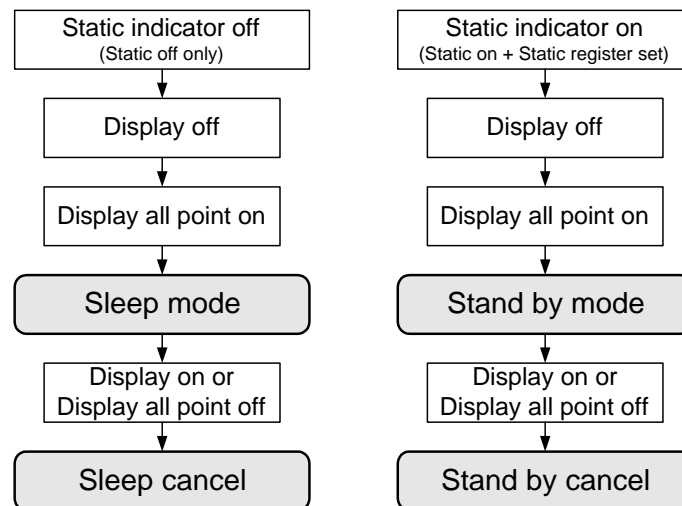 Static indicator off
(Static off only)
Display off
Display all point on
Sleep mode
Display on or
Display all point off
Sleep cancel
Static indicator on
(Static on + Static register set)
Display off
Display all point on
Stand by mode
Display on or
Display all point off
Stand by cancel